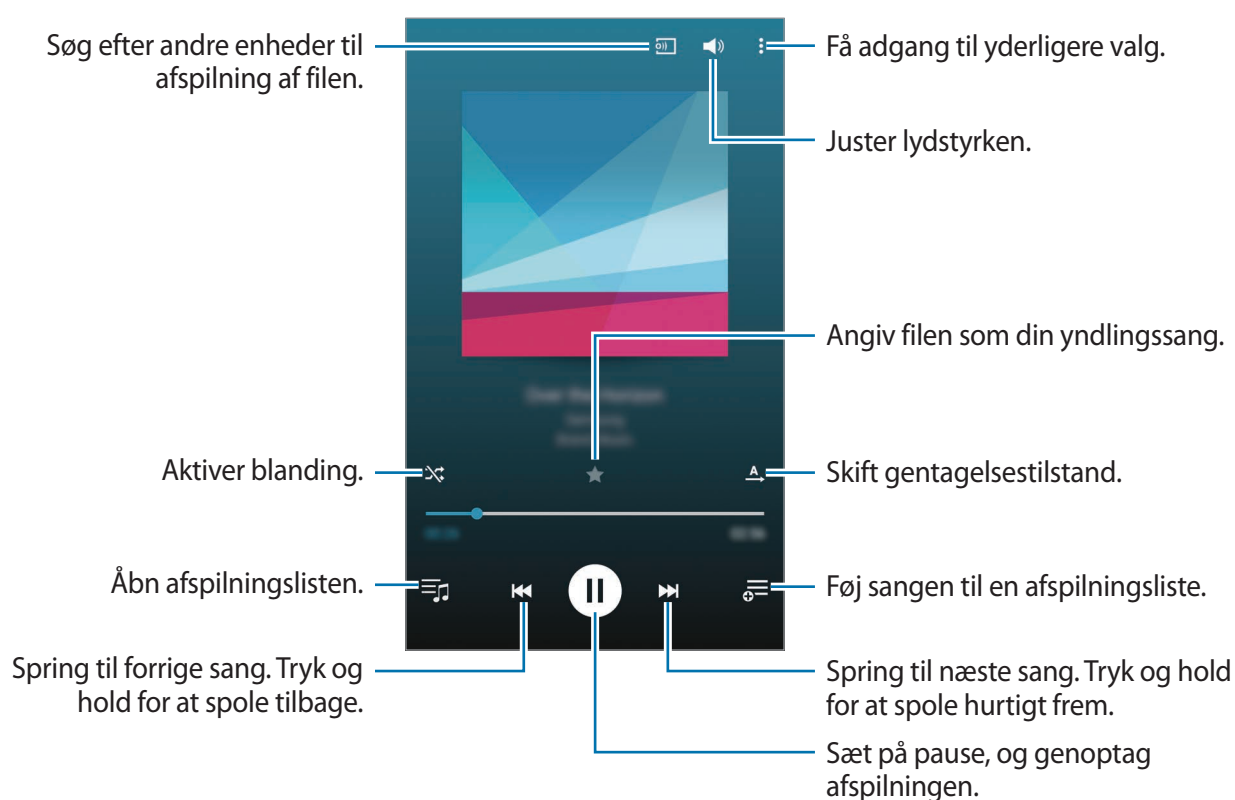 Søg efter andre enheder til
afspilning af filen.
Få adgang til yderligere valg.
Juster lydstyrken.
Angiv filen som din yndlingssang.
Aktiver blanding.
A
Skift gentagelsestilstand.
Åbn afspilningslisten.
Føj sangen til en afspilningsliste.
Spring til forrige sang. Tryk og
hold for at spole tilbage.
Spring til næste sang. Tryk og hold
for at spole hurtigt frem.
Sæt på pause, og genoptag
afspilningen.